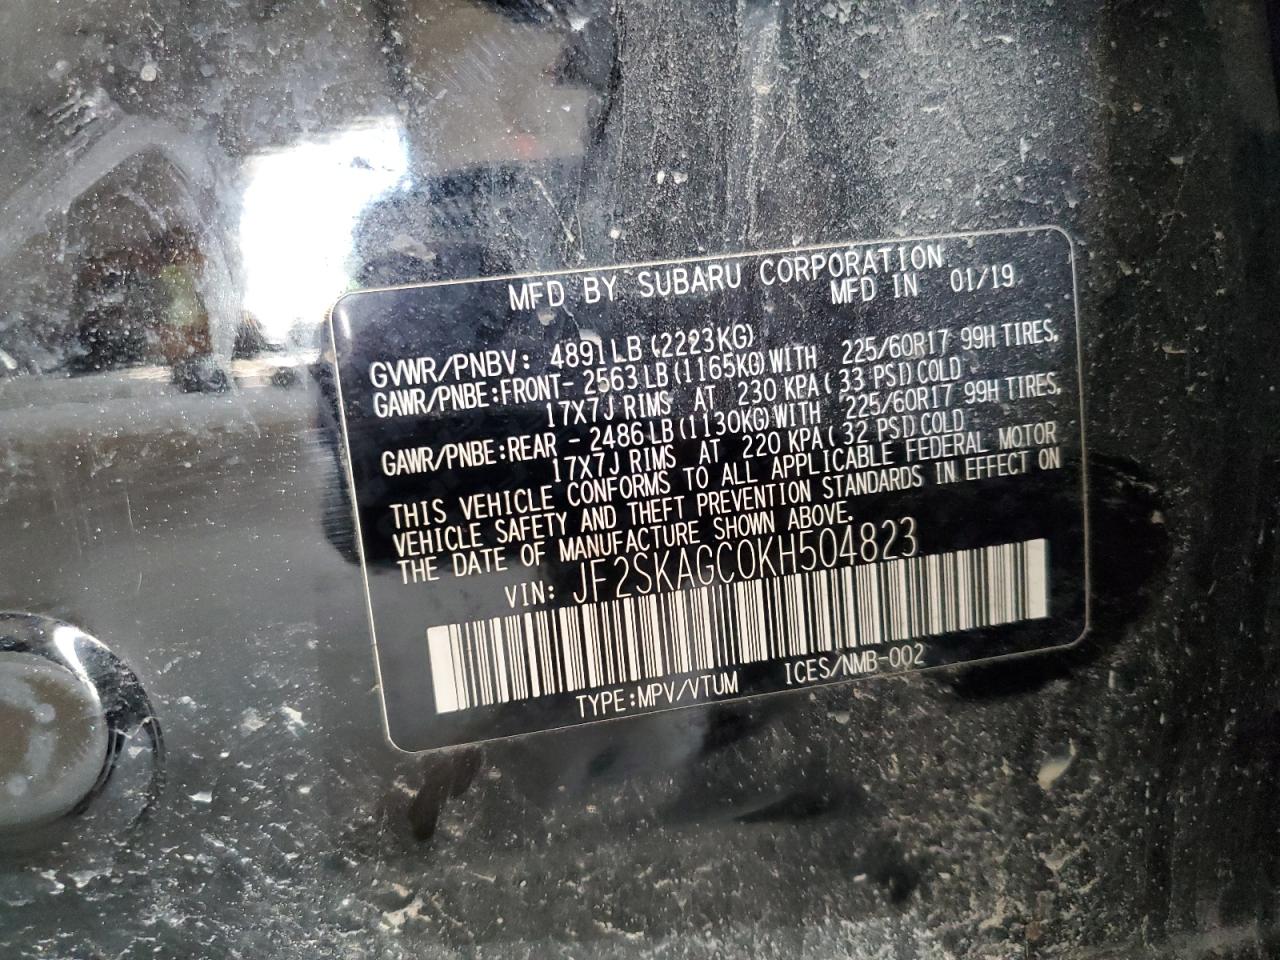 MFD BY SUBARU CORPORATION
MFD IN 01/19
GVWR/PNBV: 4891LB (2223KG)
GAWR/PNBE:FRONT- 2563 LB (1165KG) WITH 225/60R17 99H TIRES,
17X7J RIMS AT 230 KPA ( 33 PSI) COLD
GAWR/PNBE:REAR - 2486 LB (1130KG) WITH 225/60R17 99H TIRES,
17X7J RIMS AT 220 KPA ( 32 PSI) COLD
THIS VEHICLE CONFORMS TO ALL APPLICABLE FEDERAL MOTOR
VEHICLE SAFETY AND THEFT PREVENTION STANDARDS IN EFFECT ON
THE DATE OF MANUFACTURE SHOWN ABOVE.
VIN: JF2SKAGC0KH504823
TYPE:MPV/VTUM ICES/NMB-002